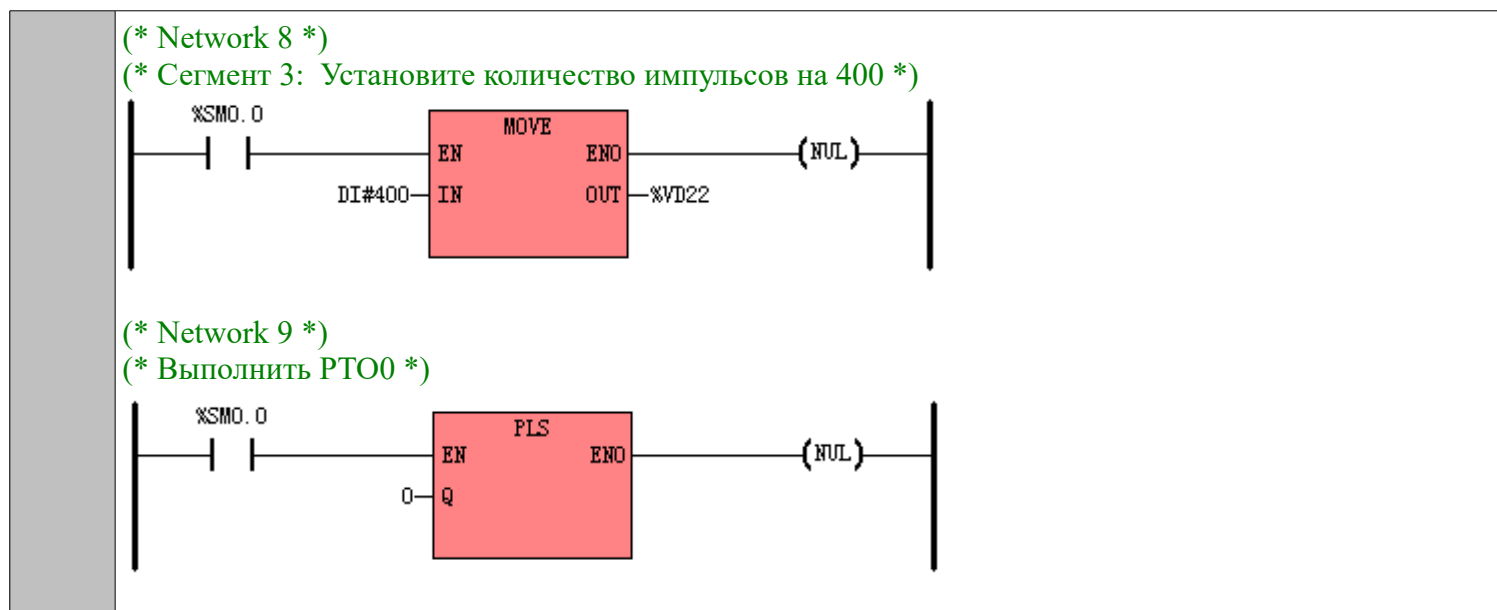 (* Network 8 *)
(* Сегмент 3:  Установите количество импульсов на 400 *)
%SM0.0
MOVE
EN ENO (NUL)
DI#400 IN OUT %VD22
(* Network 9 *)
(* Выполнить PTO0 *)
%SM0.0
PLS
EN ENO (NUL)
0 Q